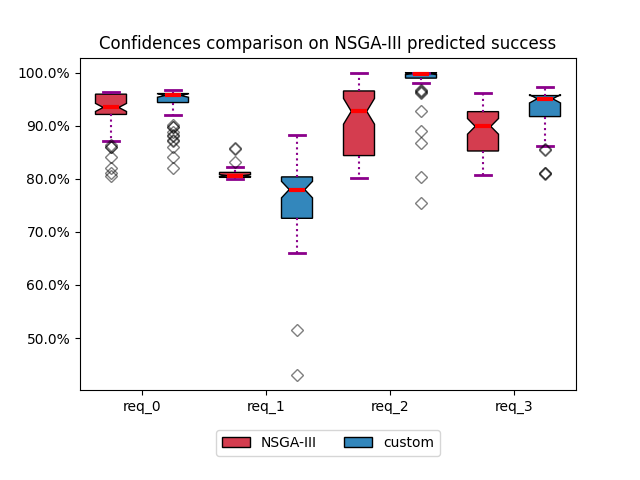 Confidences comparison on NSGA-III predicted success
100.0%
90.0%
80.0%
70.0%
60.0%
50.0%
req_0 req_1 req_2 req_3
NSGA-III custom